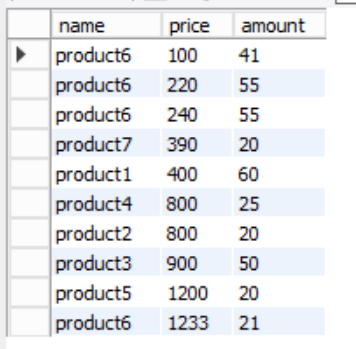 name price amount
product6 100 41
product6 220 55
product6 240 55
product7 390 20
product1 400 60
product4 800 25
product2 800 20
product3 900 50
product5 1200 20
product6 1233 21